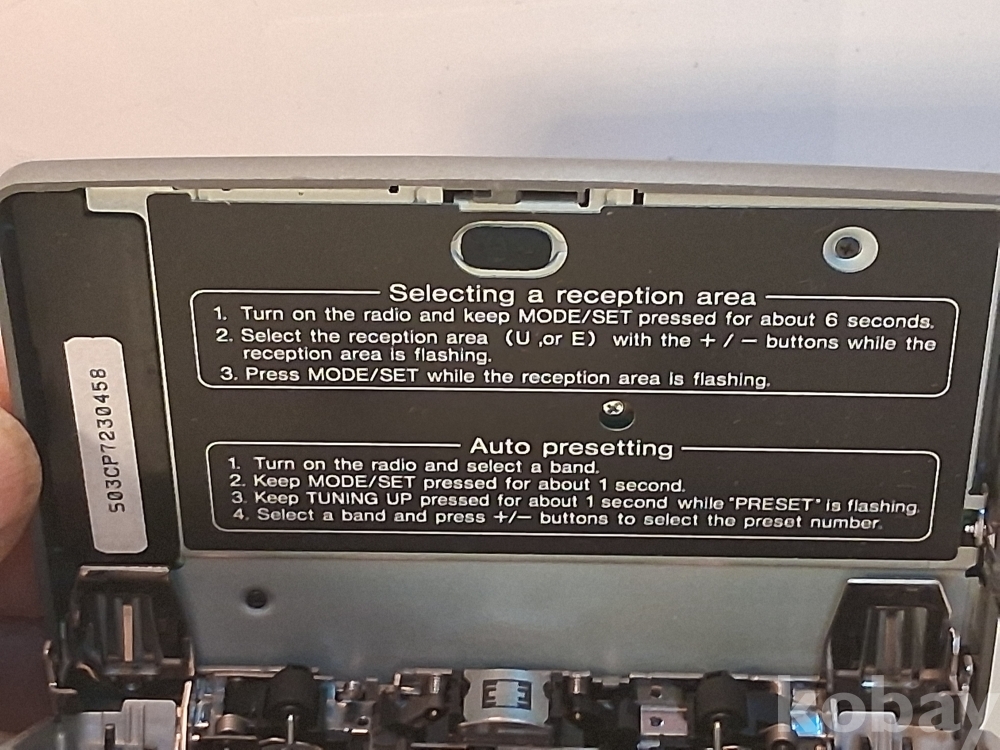 Selecting a reception area
1. Turn on the radio and keep MODE/SET pressed for about 6 seconds.
2. Select the reception area (U ,or E) with the + / − buttons while the
reception area is flashing.
3. Press MODE/SET while the reception area is flashing.
503CP7230458
Auto presetting
1. Turn on the radio and select a band.
2. Keep MODE/SET pressed for about 1 second.
3. Keep TUNING UP pressed for about 1 second while "PRESET" is flashing.
4. Select a band and press +/− buttons to select the preset number.
kobay